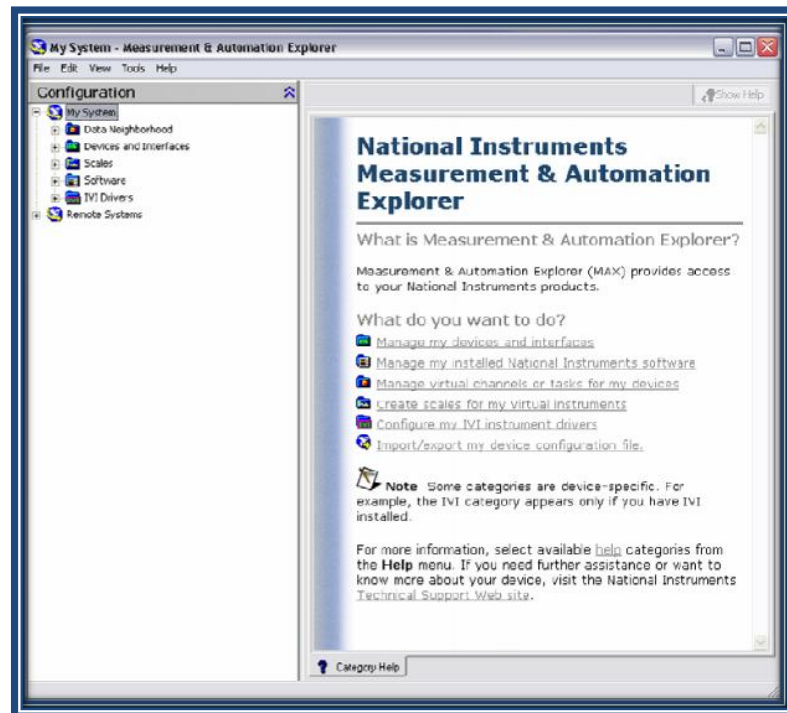 My System - Measurement & Automation Explorer
File Edit View Tools Help
Configuration
Show Help
My System
Data Neighborhood
Devices and Interfaces
Scales
Software
IVI Drivers
Remote Systems
National Instruments
Measurement & Automation
Explorer
What is Measurement & Automation Explorer?
Measurement & Automation Explorer (MAX) provides access
to your National Instruments products.
What do you want to do?
Manage my devices and interfaces
Manage my installed National Instruments software
Manage virtual channels or tasks for my devices
Create scales for my virtual instruments
Configure my IVI instrument drivers
Import/export my device configuration file.
Note Some categories are device-specific. For
example, the IVI category appears only if you have IVI
installed.
For more information, select available help categories from
the Help menu. If you need further assistance or want to
know more about your device, visit the National Instruments
Technical Support Web site.
Category Help